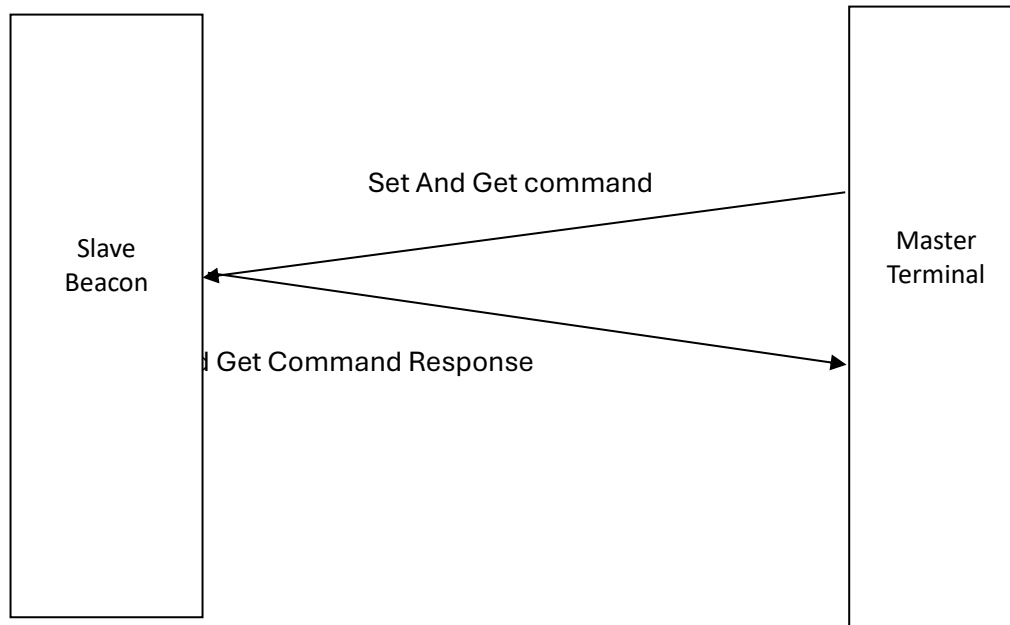 Set And Get command
Slave
Beacon
Master
Terminal
Get Command Response